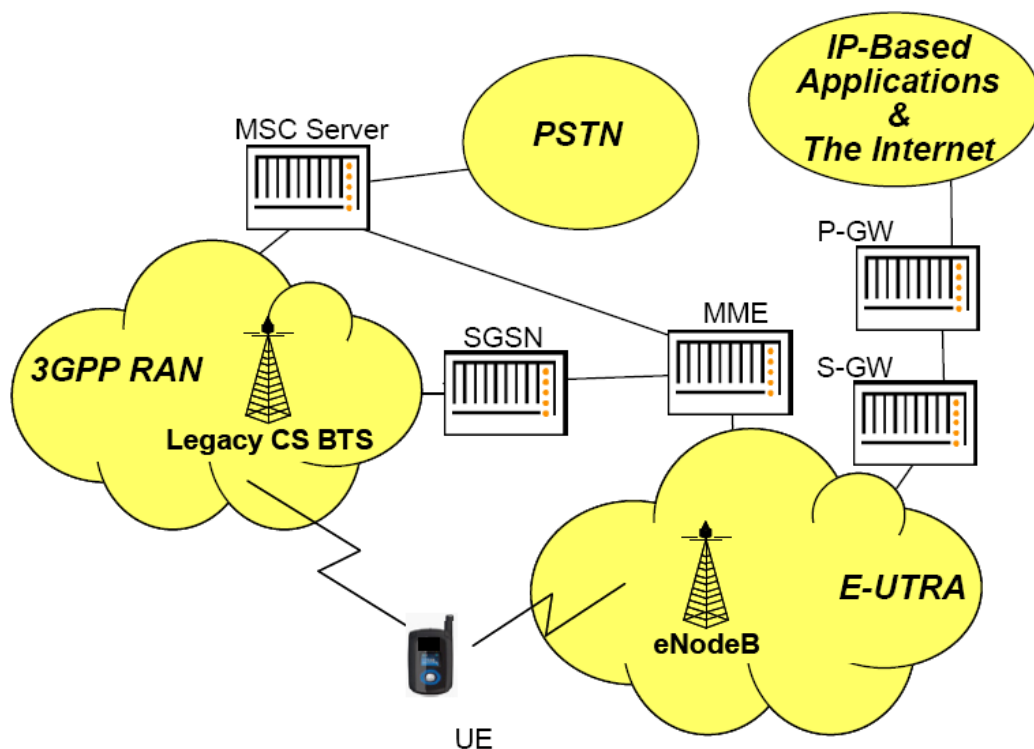 IP-Based
Applications
&
The Internet
MSC Server
PSTN
P-GW
MME
SGSN
3GPP RAN
S-GW
Legacy CS BTS
E-UTRA
eNodeB
UE